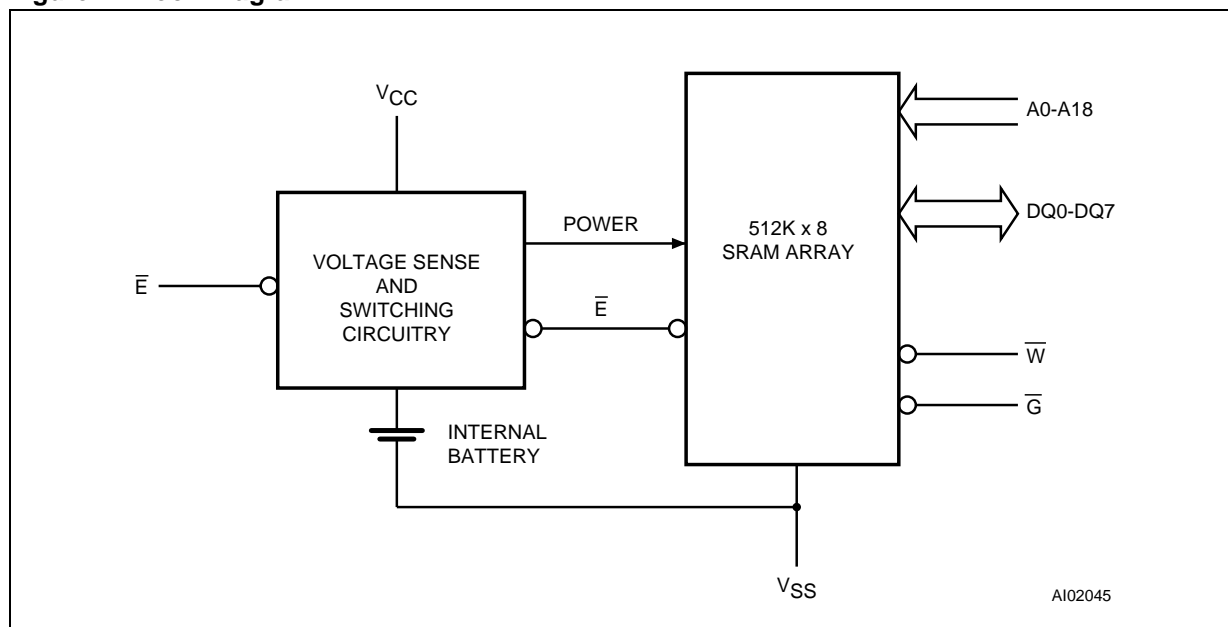 V_CC
A0-A18
DQ0-DQ7
POWER
512K x 8
SRAM ARRAY
VOLTAGE SENSE
AND
SWITCHING
CIRCUITRY
E̅
E̅
W̅
G̅
INTERNAL
BATTERY
V_SS
AI02045